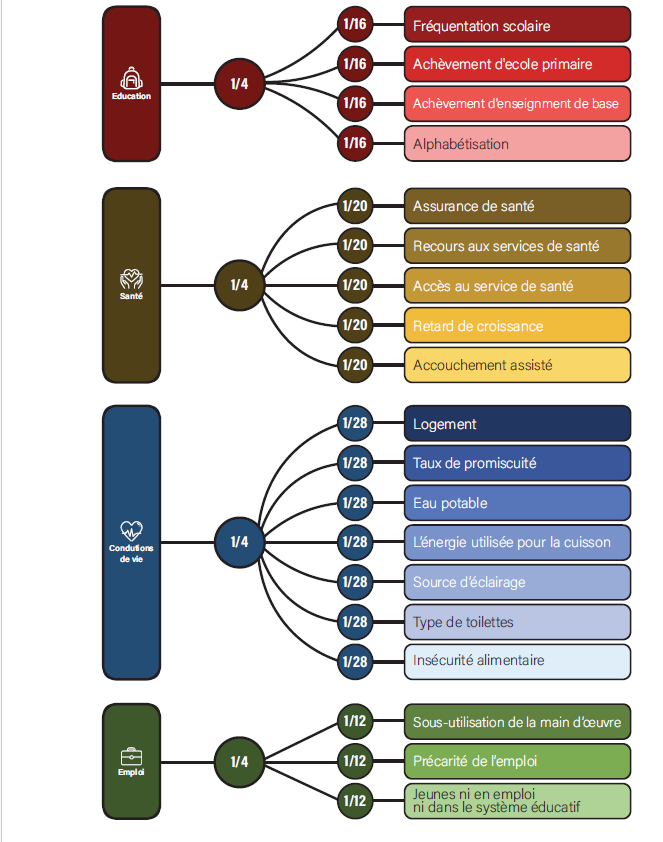 Education
1/4
1/16
Fréquentation scolaire
1/16
Achèvement d'ecole primaire
1/16
Achèvement d'enseignment de base
1/16
Alphabétisation
Santé
1/4
1/20
Assurance de santé
1/20
Recours aux services de santé
1/20
Accès au service de santé
1/20
Retard de croissance
1/20
Accouchement assisté
Condutions
de vie
1/4
1/28
Logement
1/28
Taux de promiscuité
1/28
Eau potable
1/28
L'énergie utilisée pour la cuisson
1/28
Source d'éclairage
1/28
Type de toilettes
1/28
Insécurité alimentaire
Emploi
1/4
1/12
Sous-utilisation de la main d'œuvre
1/12
Précarité de l'emploi
1/12
Jeunes ni en emploi
ni dans le système éducatif